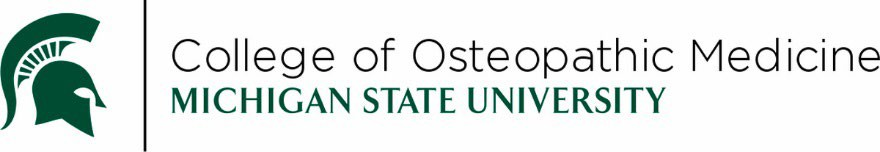 College of Osteopathic Medicine
MICHIGAN STATE UNIVERSITY